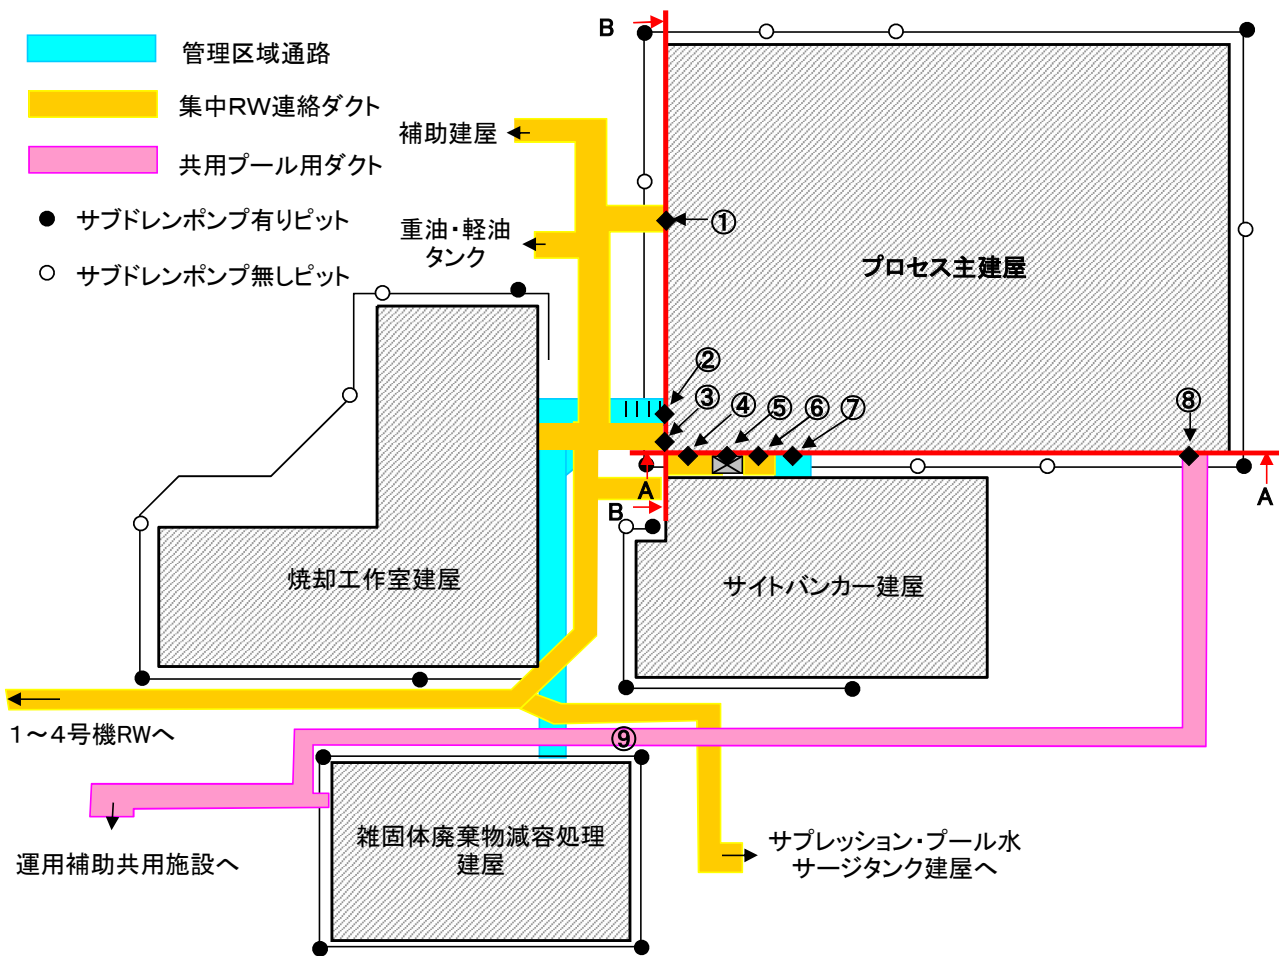 管理区域通路
集中RW連絡ダクト
共用プール用ダクト
サブドレンポンプ有りピット
サブドレンポンプ無しピット
補助建屋
重油・軽油
タンク
B
①
プロセス主建屋
②
③
④
⑤
⑥
⑦
⑧
A
A
B
焼却工作室建屋
サイトバンカー建屋
1～4号機RWへ
⑨
雑固体廃棄物減容処理
建屋
運用補助共用施設へ
サプレッション・プール水
サージタンク建屋へ